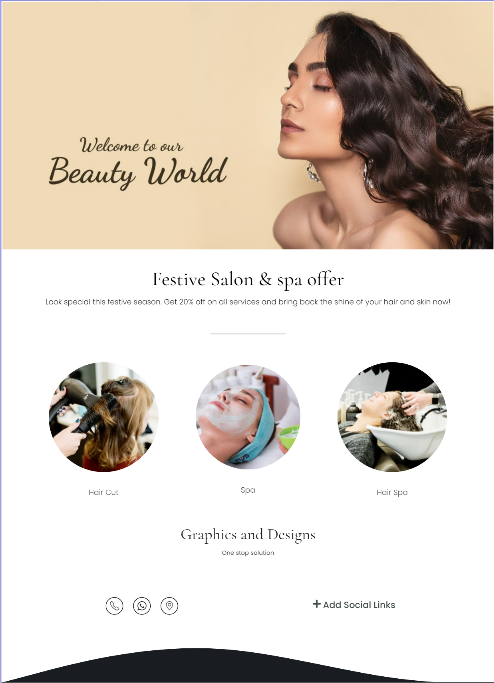 Welcome to our
Beauty World
Festive Salon & spa offer
Look special this festive season. Get 20% off on all services and bring back the shine of your hair and skin now!
Hair Cut
Spa
Hair Spa
Graphics and Designs
One stop solution
+ Add Social Links